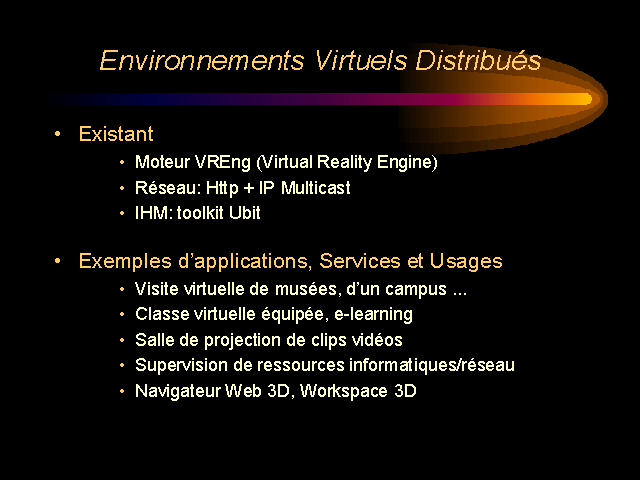 Environnements Virtuels Distribués
• Existant
• Moteur VREng (Virtual Reality Engine)
• Réseau: Http + IP Multicast
• IHM: toolkit Ubit
• Exemples d'applications, Services et Usages
• Visite virtuelle de musées, d'un campus ...
• Classe virtuelle équipée, e-learning
• Salle de projection de clips vidéos
• Supervision de ressources informatiques/réseau
• Navigateur Web 3D, Workspace 3D